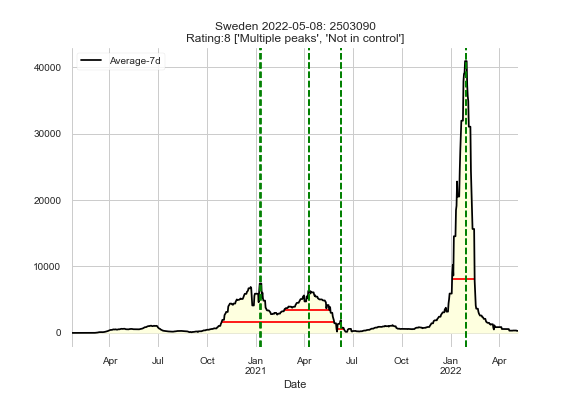 Sweden 2022-05-08: 2503090
Rating:8 ['Multiple peaks', 'Not in control']
Average-7d
40000
30000
20000
10000
0
Apr Jul Oct Jan Apr Jul Oct Jan Apr
2021 2022
Date